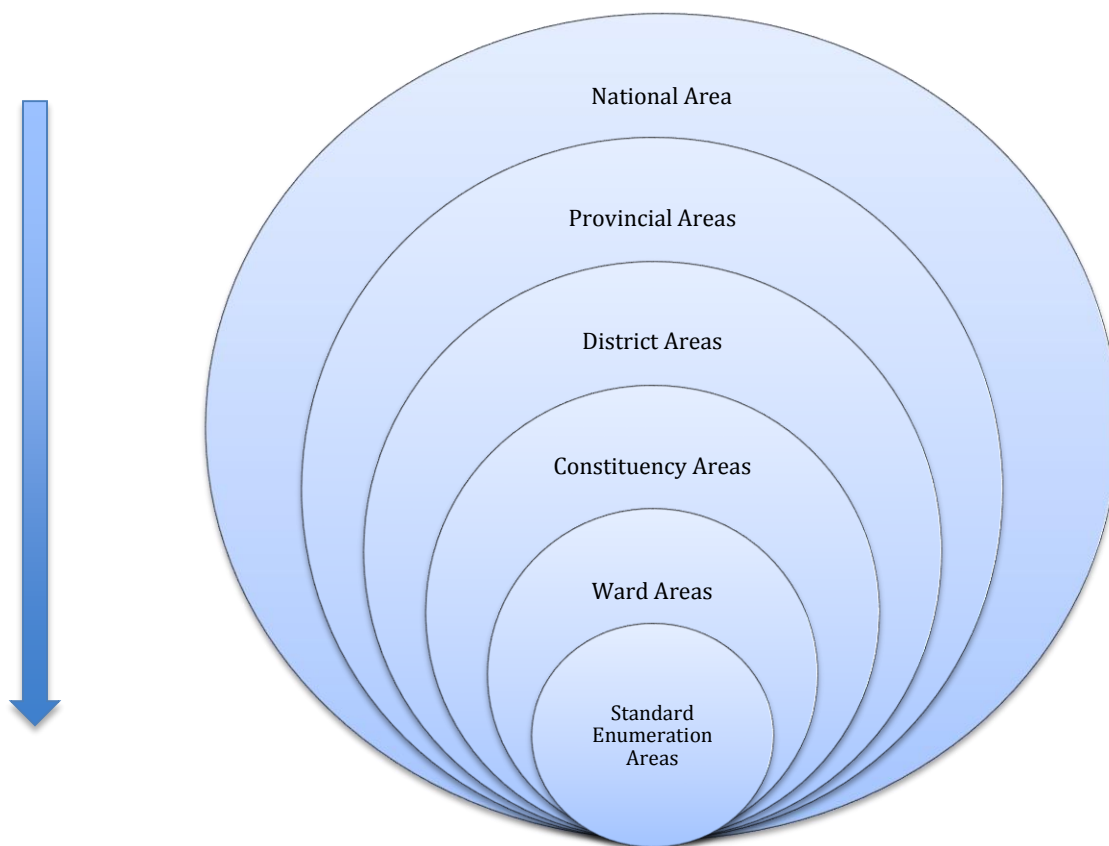 National Area
Provincial Areas
District Areas
Constituency Areas
Ward Areas
Standard
Enumeration
Areas